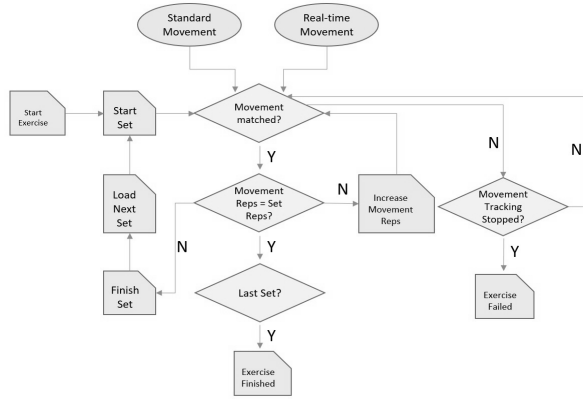 Standard
Movement
Real-time
Movement
Start
Exercise
Start
Set
Movement
matched?
N
N
Y
Load
Next
Set
Movement
Reps = Set
Reps?
N
Increase
Movement
Reps
Movement
Tracking
Stopped?
N
Y
Y
Finish
Set
Last Set?
Exercise
Failed
Y
Exercise
Finished